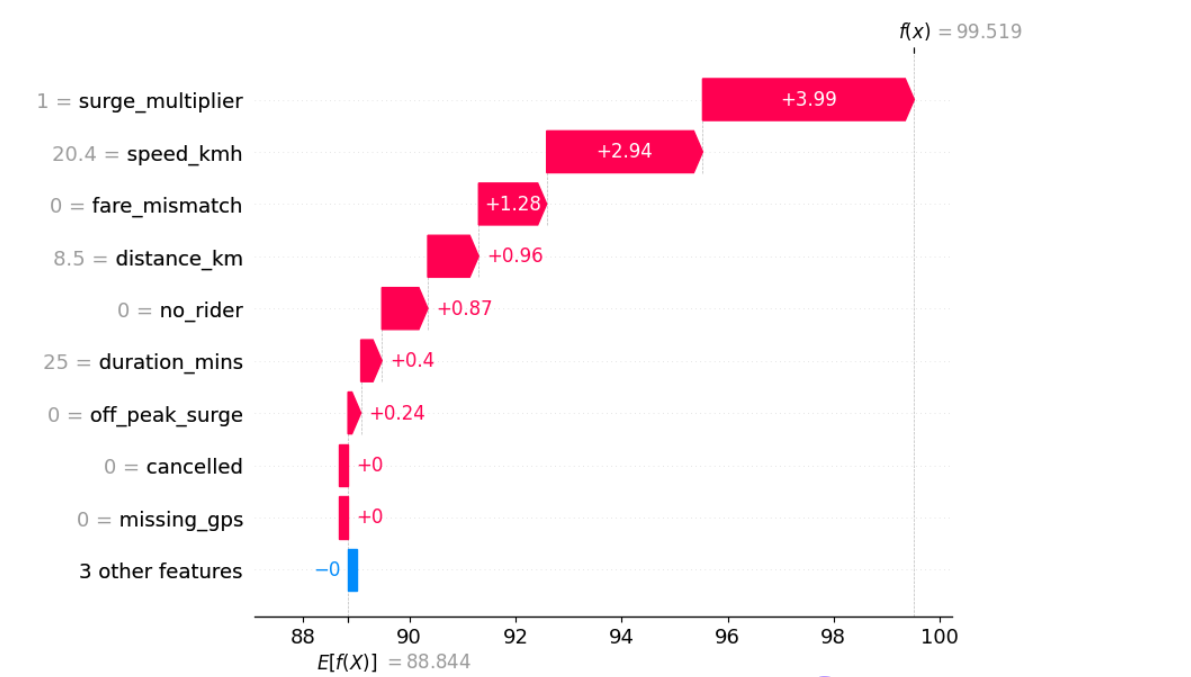 f(x) = 99.519
1 = surge_multiplier +3.99
20.4 = speed_kmh +2.94
0 = fare_mismatch +1.28
8.5 = distance_km +0.96
0 = no_rider +0.87
25 = duration_mins +0.4
0 = off_peak_surge +0.24
0 = cancelled +0
0 = missing_gps +0
3 other features −0
88 90 92 94 96 98 100
E[f(X)] = 88.844